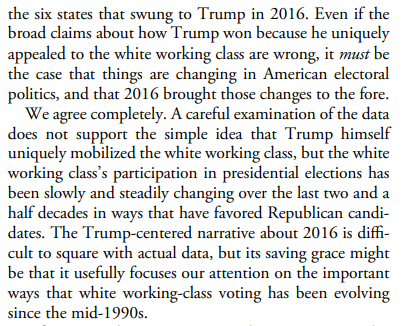 the six states that swung to Trump in 2016. Even if the
broad claims about how Trump won because he uniquely
appealed to the white working class are wrong, it must be
the case that things are changing in American electoral
politics, and that 2016 brought those changes to the fore.
We agree completely. A careful examination of the data
does not support the simple idea that Trump himself
uniquely mobilized the white working class, but the white
working class's participation in presidential elections has
been slowly and steadily changing over the last two and a
half decades in ways that have favored Republican candi-
dates. The Trump-centered narrative about 2016 is diffi-
cult to square with actual data, but its saving grace might
be that it usefully focuses our attention on the important
ways that white working-class voting has been evolving
since the mid-1990s.